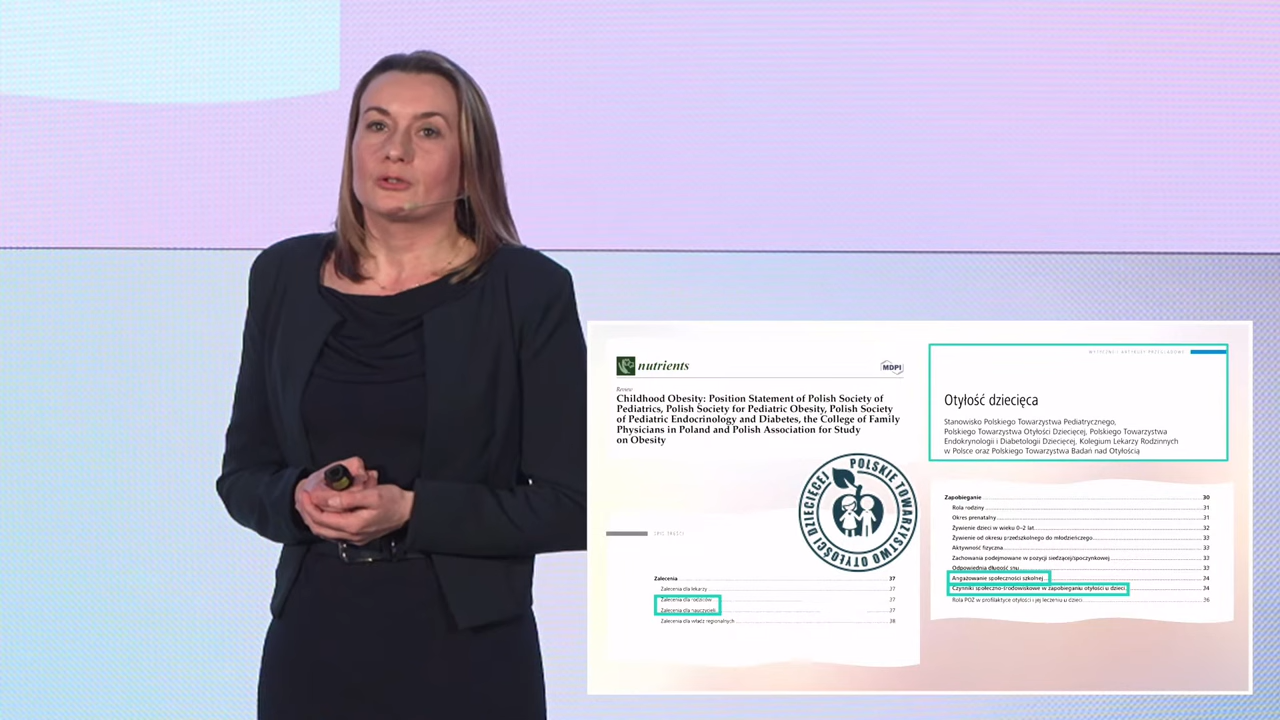 nutrients
MDPI
Review
Childhood Obesity: Position Statement of Polish Society of
Pediatrics, Polish Society for Pediatric Obesity, Polish Society
of Pediatric Endocrinology and Diabetes, the College of Family
Physicians in Poland and Polish Association for Study
on Obesity
POLSKIE TOWARZYSTWO OTYŁOŚCI DZIECIĘCEJ
SPIS TREŚCI
Zalecenia 37
Zalecenia dla lekarzy 37
Zalecenia dla rodziców 37
Zalecenia dla nauczycieli 37
Zalecenia dla władz regionalnych 38
WYTYCZNE / ARTYKUŁ PRZEGLĄDOWY
Otyłość dziecięca
Stanowisko Polskiego Towarzystwa Pediatrycznego,
Polskiego Towarzystwa Otyłości Dziecięcej, Polskiego Towarzystwa
Endokrynologii i Diabetologii Dziecięcej, Kolegium Lekarzy Rodzinnych
w Polsce oraz Polskiego Towarzystwa Badań nad Otyłością
Zapobieganie 30
Rola rodziny 31
Okres prenatalny 31
Żywienie dzieci w wieku 0–2 lat 32
Żywienie od okresu przedszkolnego do młodzieńczego 33
Aktywność fizyczna 33
Zachowania podejmowane w pozycji siedzącej/spoczynkowej 33
Odpowiednia długość snu 33
Angażowanie społeczności szkolnej 34
Czynniki społeczno-środowiskowe w zapobieganiu otyłości u dzieci 34
Rola POZ w profilaktyce otyłości i jej leczeniu u dzieci 36